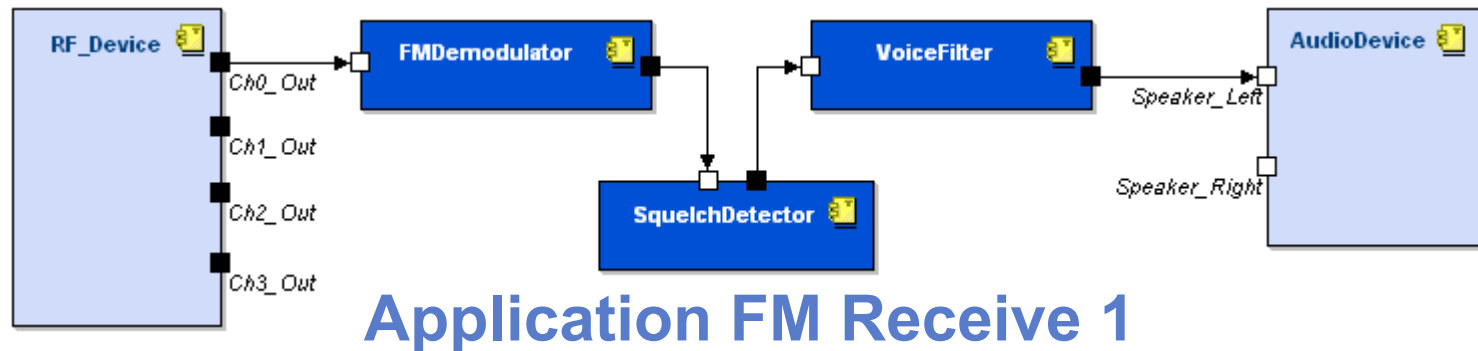 RF_Device
Ch0_Out
Ch1_Out
Ch2_Out
Ch3_Out
FMDemodulator
SquelchDetector
VoiceFilter
AudioDevice
Speaker_Left
Speaker_Right
Application FM Receive 1